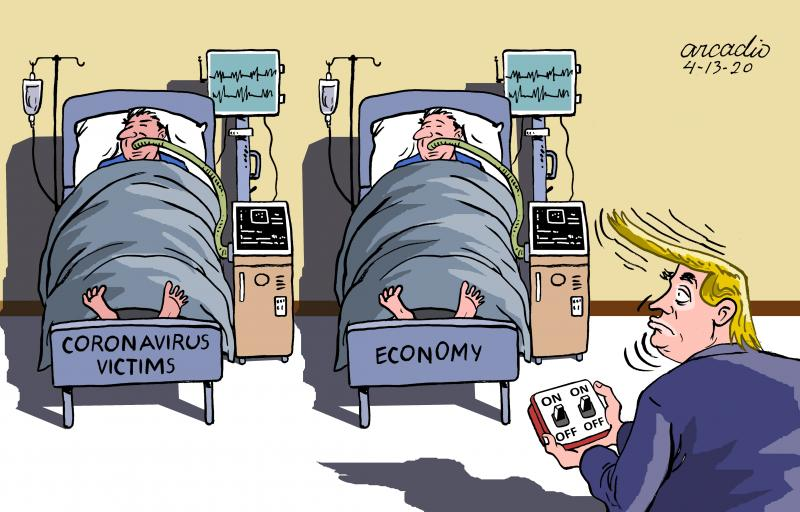 arcadio
4-13-20
CORONAVIRUS
VICTIMS
ECONOMY
ON ON
OFF OFF